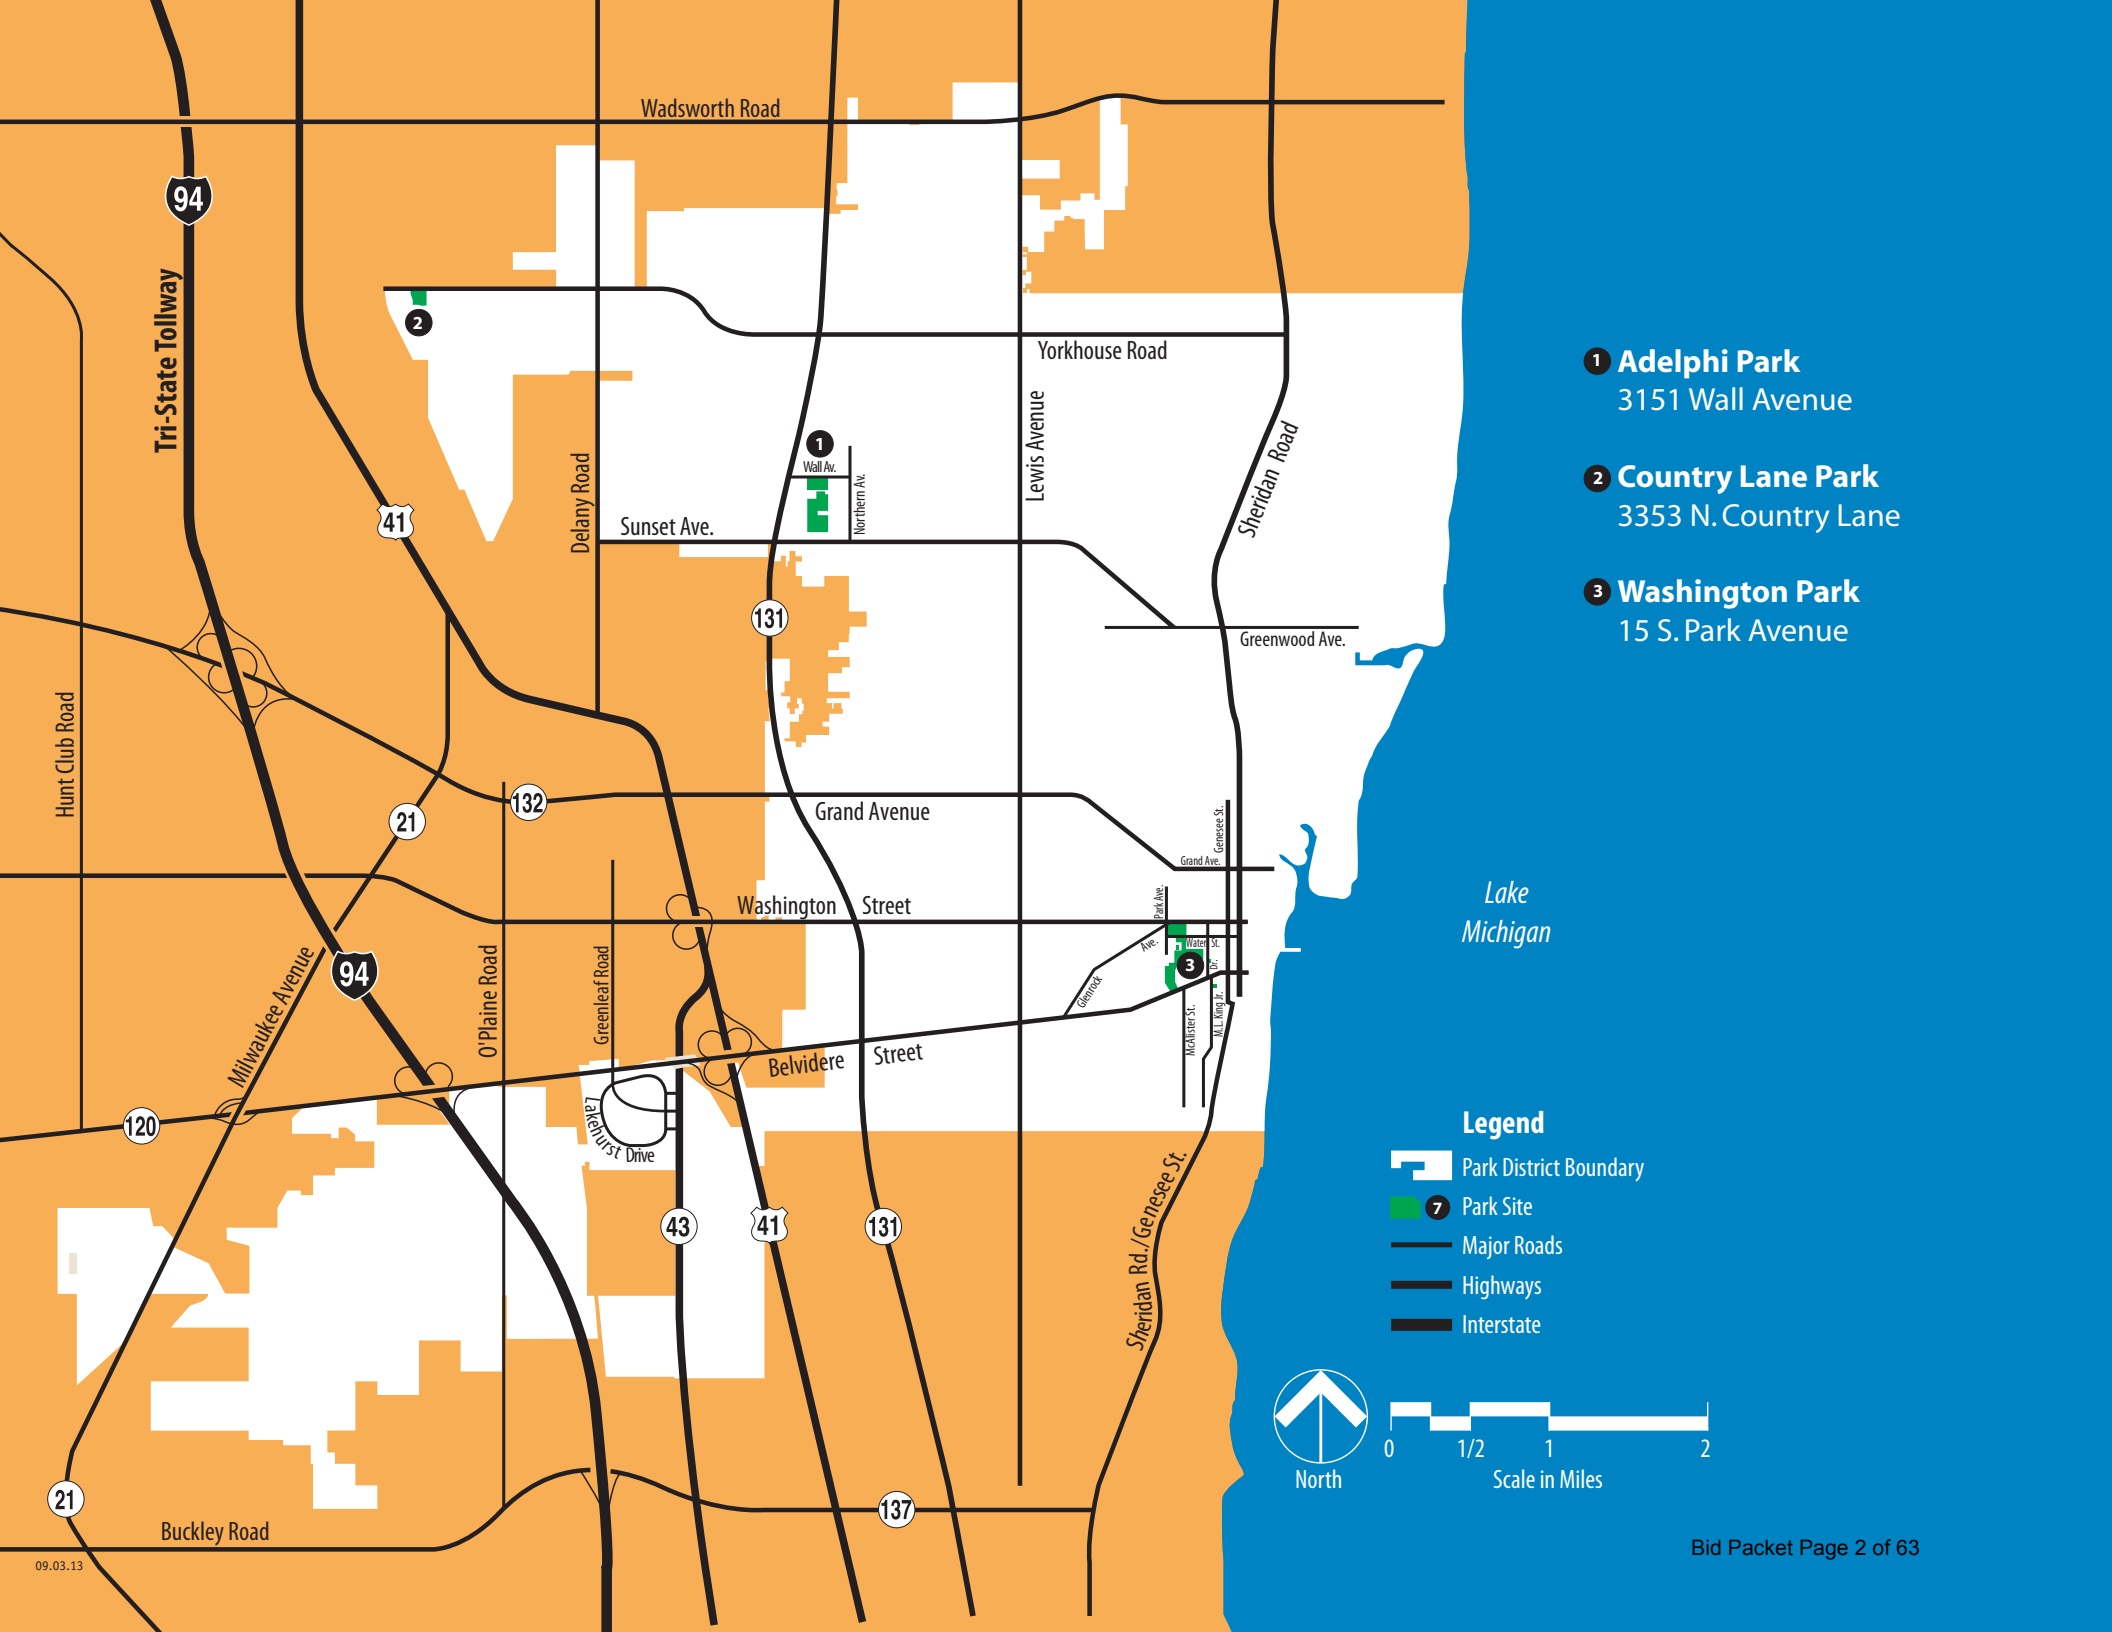 Wadsworth Road
94
Tri-State Tollway
2
Yorkhouse Road
1 Adelphi Park
3151 Wall Avenue
2 Country Lane Park
3353 N. Country Lane
3 Washington Park
15 S. Park Avenue
Lewis Avenue
Sheridan Road
1
Wall Av.
Northern Av.
Delany Road
Sunset Ave.
41
131
Greenwood Ave.
Hunt Club Road
132
21
Grand Avenue
Genesee St.
Grand Ave.
Park Ave.
Washington Street
Lake
Michigan
Glenrock Ave.
Water St.
3
M.L. King Jr. Dr.
McAlister St.
94
Milwaukee Avenue
O'Plaine Road
Greenleaf Road
Belvidere Street
120
Lakehurst Drive
43
41
131
Sheridan Rd./Genesee St.
Legend
Park District Boundary
7 Park Site
Major Roads
Highways
Interstate
0 1/2 1 2
North
Scale in Miles
21
137
Buckley Road
09.03.13
Bid Packet Page 2 of 63